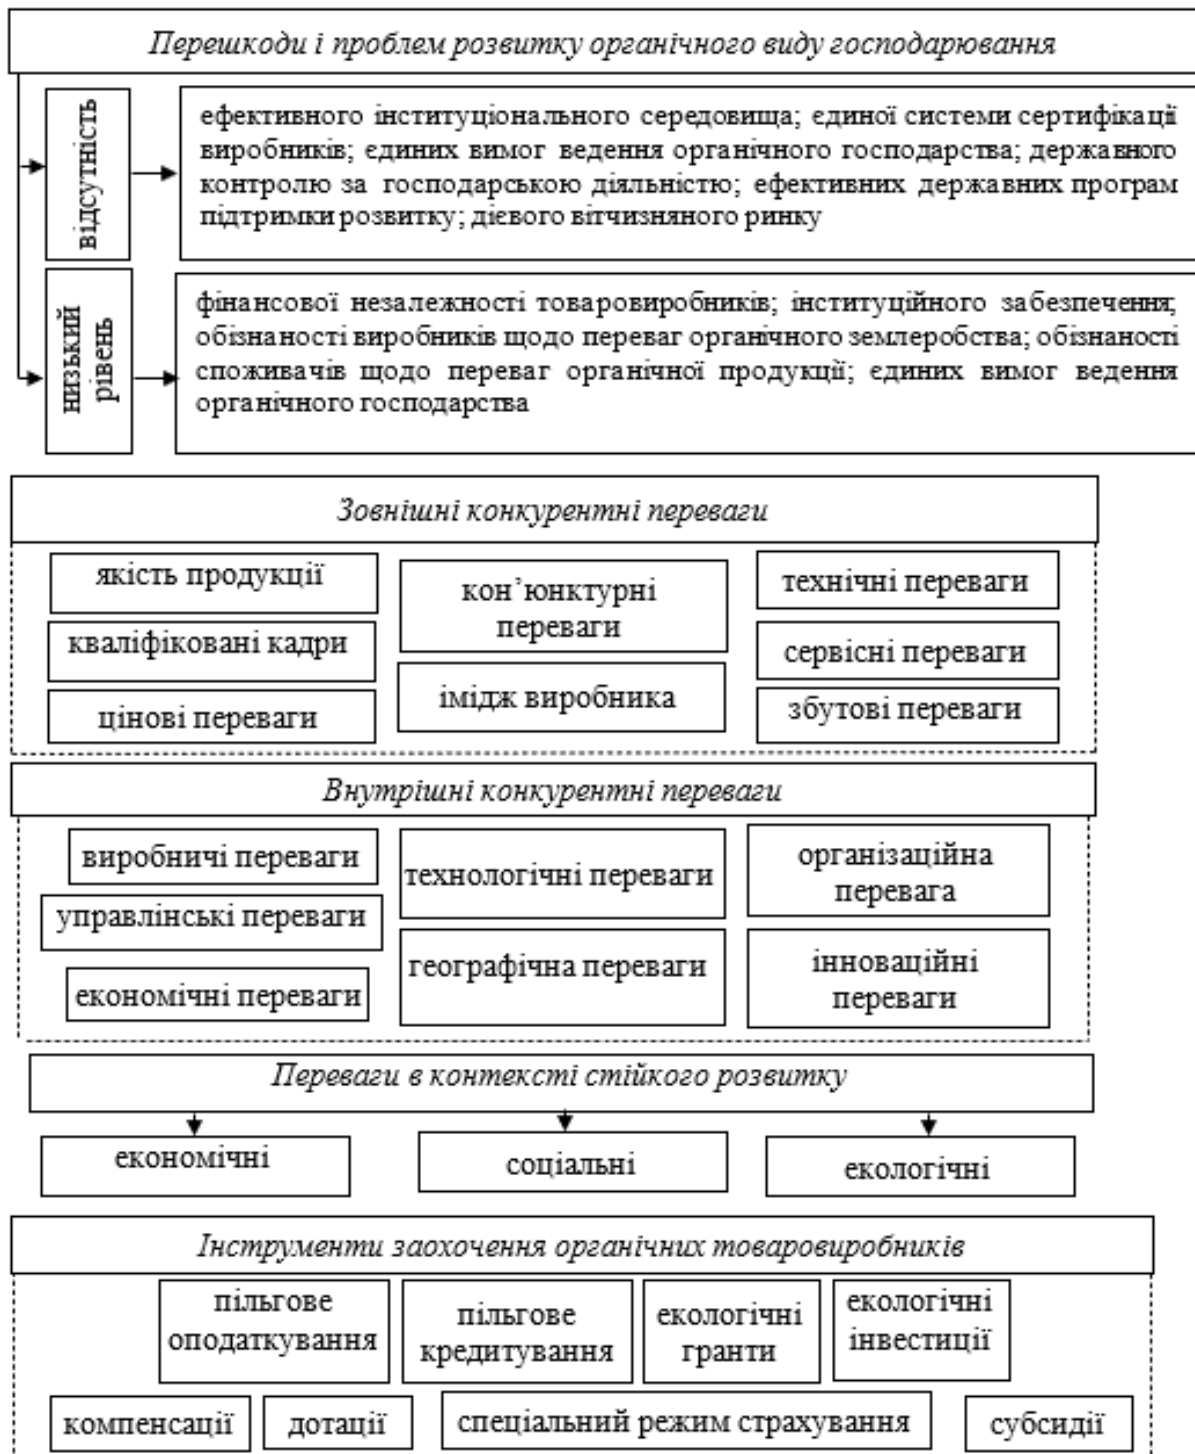 Перешкоди і проблем розвитку органічного виду господарювання
відсутність
ефективного інституціонального середовища; єдиної системи сертифікації
виробників; єдиних вимог ведення органічного господарства; державного
контролю за господарською діяльністю; ефективних державних програм
підтримки розвитку; дієвого вітчизняного ринку
низький
рівень
фінансової незалежності товаровиробників; інституційного забезпечення;
обізнаності виробників щодо переваг органічного землеробства; обізнаності
споживачів щодо переваг органічної продукції; єдиних вимог ведення
органічного господарства
Зовнішні конкурентні переваги
якість продукції
кваліфіковані кадри
цінові переваги
кон’юнктурні
переваги
імідж виробника
технічні переваги
сервісні переваги
збутові переваги
Внутрішні конкурентні переваги
виробничі переваги
управлінські переваги
економічні переваги
технологічні переваги
географічна переваги
організаційна
перевага
інноваційні
переваги
Переваги в контексті стійкого розвитку
економічні
соціальні
екологічні
Інструменти заохочення органічних товаровиробників
пільгове
оподаткування
пільгове
кредитування
екологічні
гранти
екологічні
інвестиції
компенсації
дотації
спеціальний режим страхування
субсидії